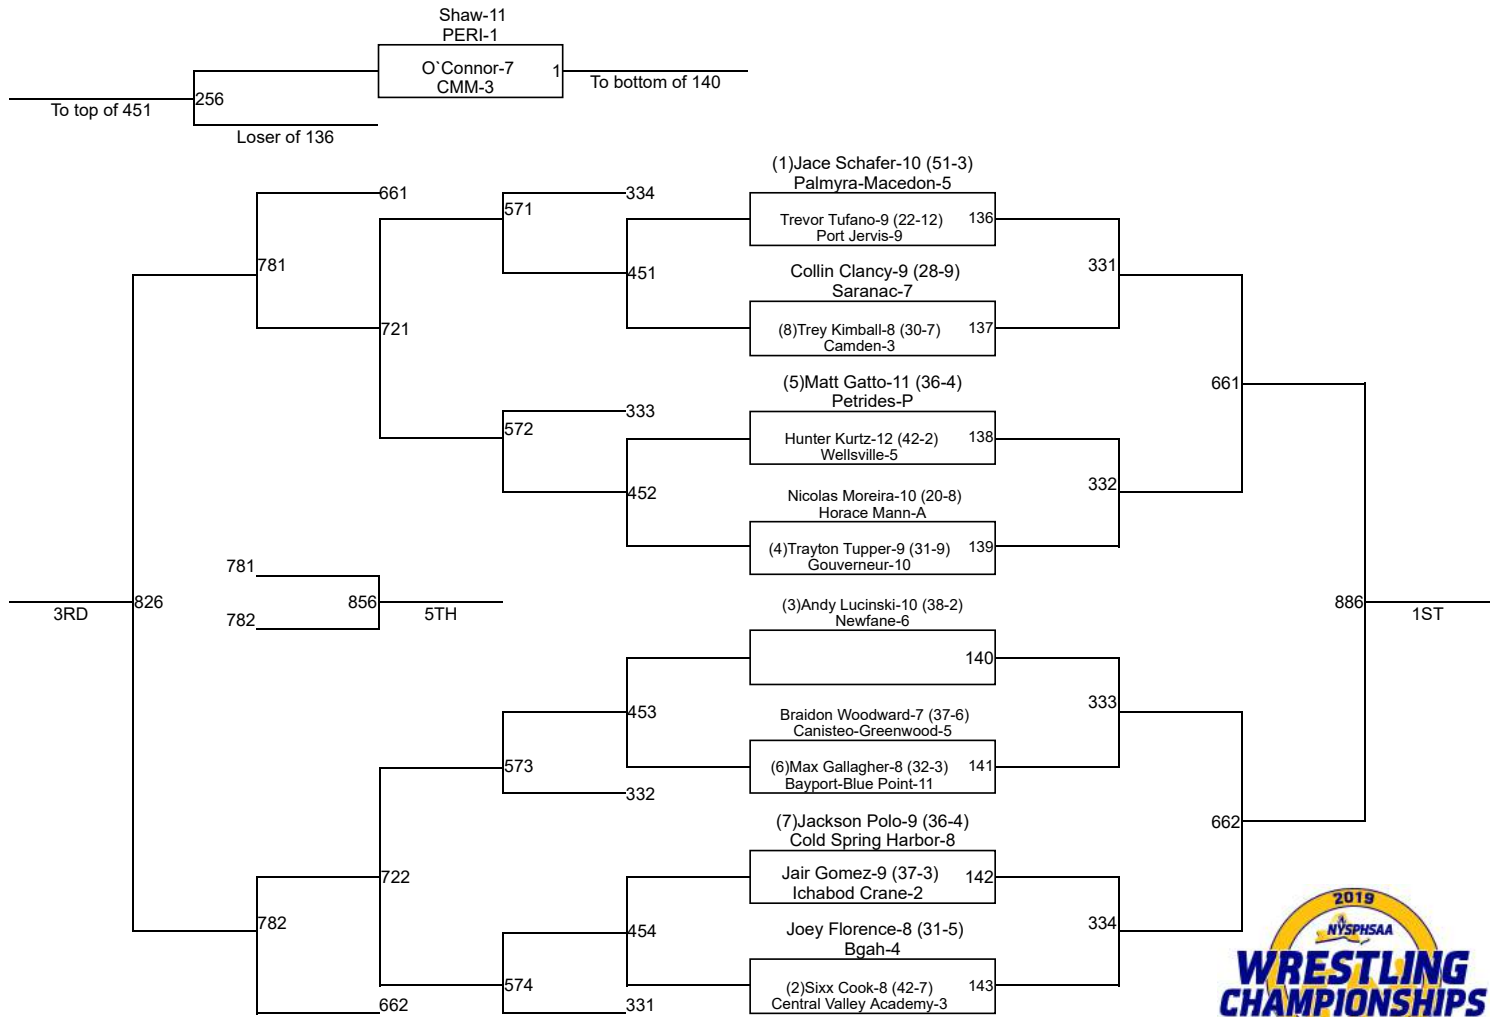 Shaw-11
PERI-1
O`Connor-7
CMM-3
1
To bottom of 140
256
To top of 451
Loser of 136
(1)Jace Schafer-10 (51-3)
Palmyra-Macedon-5
Trevor Tufano-9 (22-12)
Port Jervis-9
136
Collin Clancy-9 (28-9)
Saranac-7
(8)Trey Kimball-8 (30-7)
Camden-3
137
(5)Matt Gatto-11 (36-4)
Petrides-P
Hunter Kurtz-12 (42-2)
Wellsville-5
138
Nicolas Moreira-10 (20-8)
Horace Mann-A
(4)Trayton Tupper-9 (31-9)
Gouverneur-10
139
(3)Andy Lucinski-10 (38-2)
Newfane-6
140
Braidon Woodward-7 (37-6)
Canisteo-Greenwood-5
(6)Max Gallagher-8 (32-3)
Bayport-Blue Point-11
141
(7)Jackson Polo-9 (36-4)
Cold Spring Harbor-8
Jair Gomez-9 (37-3)
Ichabod Crane-2
142
Joey Florence-8 (31-5)
Bgah-4
(2)Sixx Cook-8 (42-7)
Central Valley Academy-3
143
331
332
333
334
661
662
886
1ST
334
571
451
661
781
721
333
572
452
781
782
856
5TH
826
3RD
453
573
332
722
782
454
574
331
662
2019
NYSPHSAA
WRESTLING
CHAMPIONSHIPS